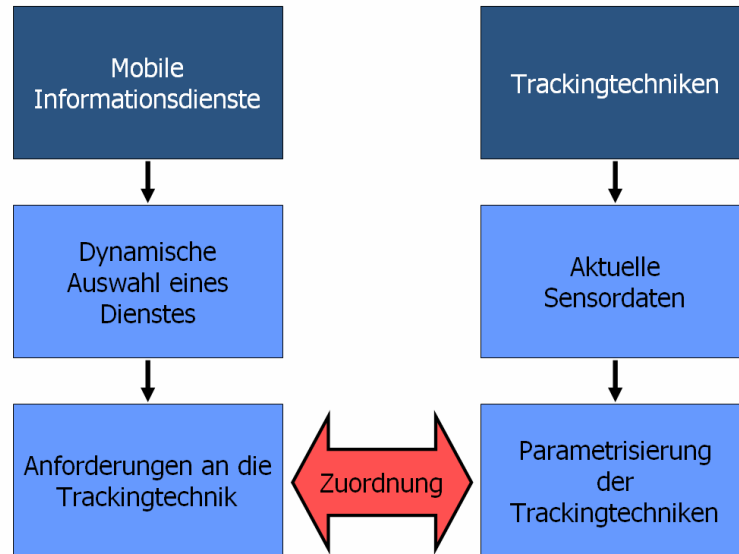 Mobile
Informationsdienste
Trackingtechniken
Dynamische
Auswahl eines
Dienstes
Aktuelle
Sensordaten
Anforderungen an die
Trackingtechnik
Zuordnung
Parametrisierung
der
Trackingtechniken